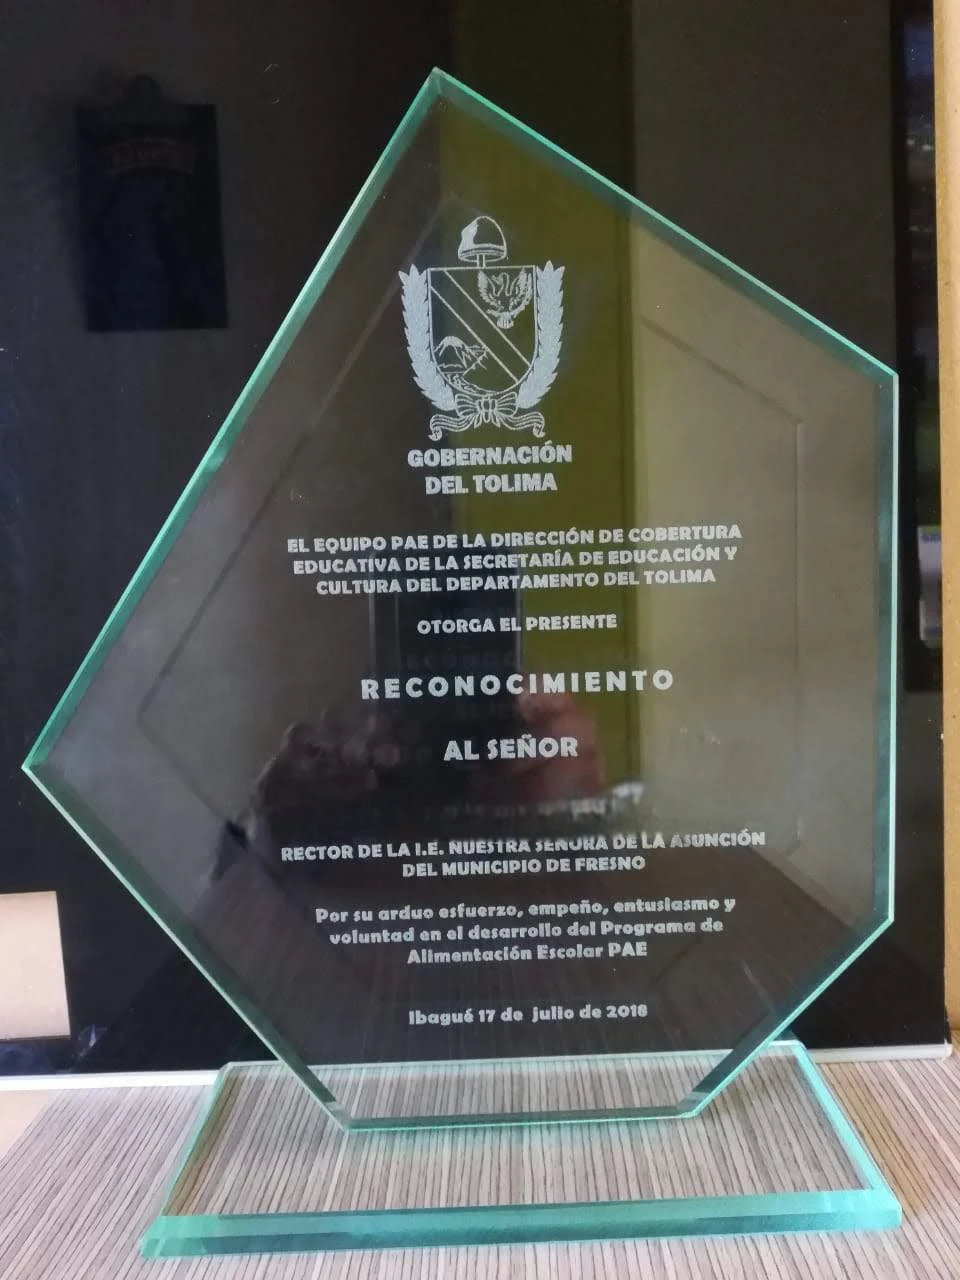 GOBERNACIÓN
DEL TOLIMA
EL EQUIPO PAE DE LA DIRECCIÓN DE COBERTURA
EDUCATIVA DE LA SECRETARÍA DE EDUCACIÓN Y
CULTURA DEL DEPARTAMENTO DEL TOLIMA
OTORGA EL PRESENTE
RECONOCIMIENTO
AL SEÑOR
RECTOR DE LA I.E. NUESTRA SEÑORA DE LA ASUNCIÓN
DEL MUNICIPIO DE FRESNO
Por su arduo esfuerzo, empeño, entusiasmo y
voluntad en el desarrollo del Programa de
Alimentación Escolar PAE
Ibagué 17 de julio de 2018